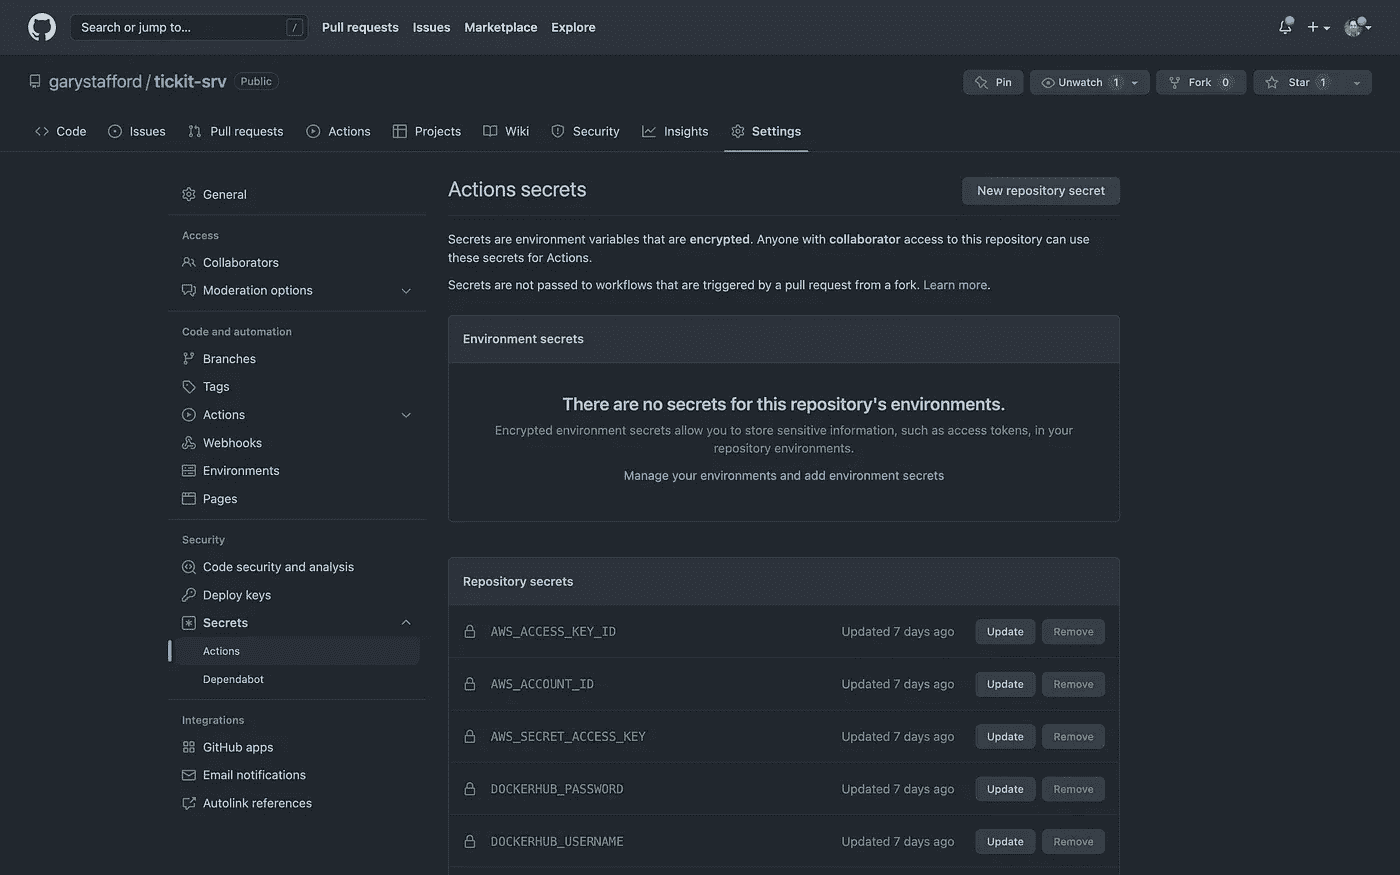 Search or jump to... /
Pull requests Issues Marketplace Explore
garystafford / tickit-srv Public
Pin Unwatch 1 Fork 0 Star 1
Code Issues Pull requests Actions Projects Wiki Security Insights Settings
General
Access
Collaborators
Moderation options
Code and automation
Branches
Tags
Actions
Webhooks
Environments
Pages
Security
Code security and analysis
Deploy keys
Secrets
Actions
Dependabot
Integrations
GitHub apps
Email notifications
Autolink references
Actions secrets
New repository secret
Secrets are environment variables that are encrypted. Anyone with collaborator access to this repository can use
these secrets for Actions.
Secrets are not passed to workflows that are triggered by a pull request from a fork. Learn more.
Environment secrets
There are no secrets for this repository's environments.
Encrypted environment secrets allow you to store sensitive information, such as access tokens, in your
repository environments.
Manage your environments and add environment secrets
Repository secrets
AWS_ACCESS_KEY_ID Updated 7 days ago Update Remove
AWS_ACCOUNT_ID Updated 7 days ago Update Remove
AWS_SECRET_ACCESS_KEY Updated 7 days ago Update Remove
DOCKERHUB_PASSWORD Updated 7 days ago Update Remove
DOCKERHUB_USERNAME Updated 7 days ago Update Remove